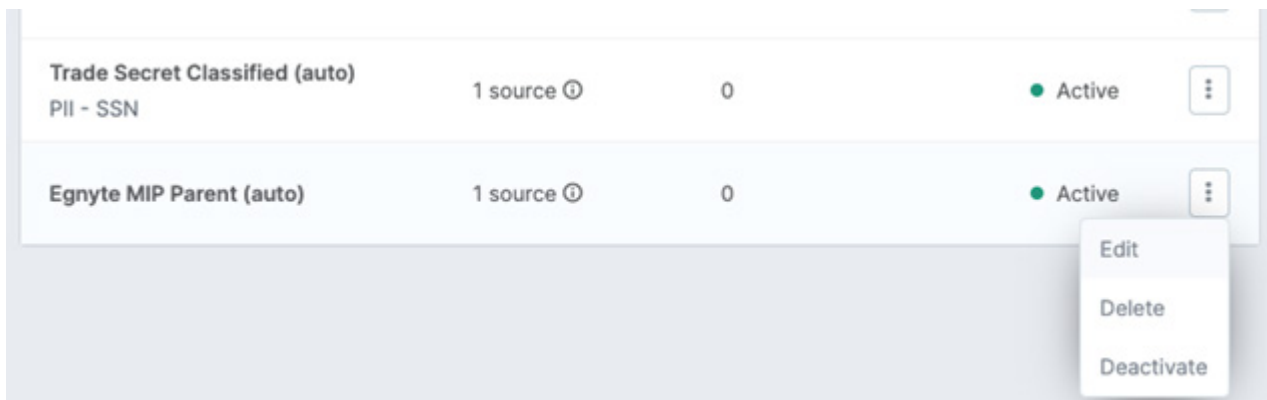 Trade Secret Classified (auto)
PII - SSN
1 source
0
Active
Egnyte MIP Parent (auto)
1 source
0
Active
Edit
Delete
Deactivate